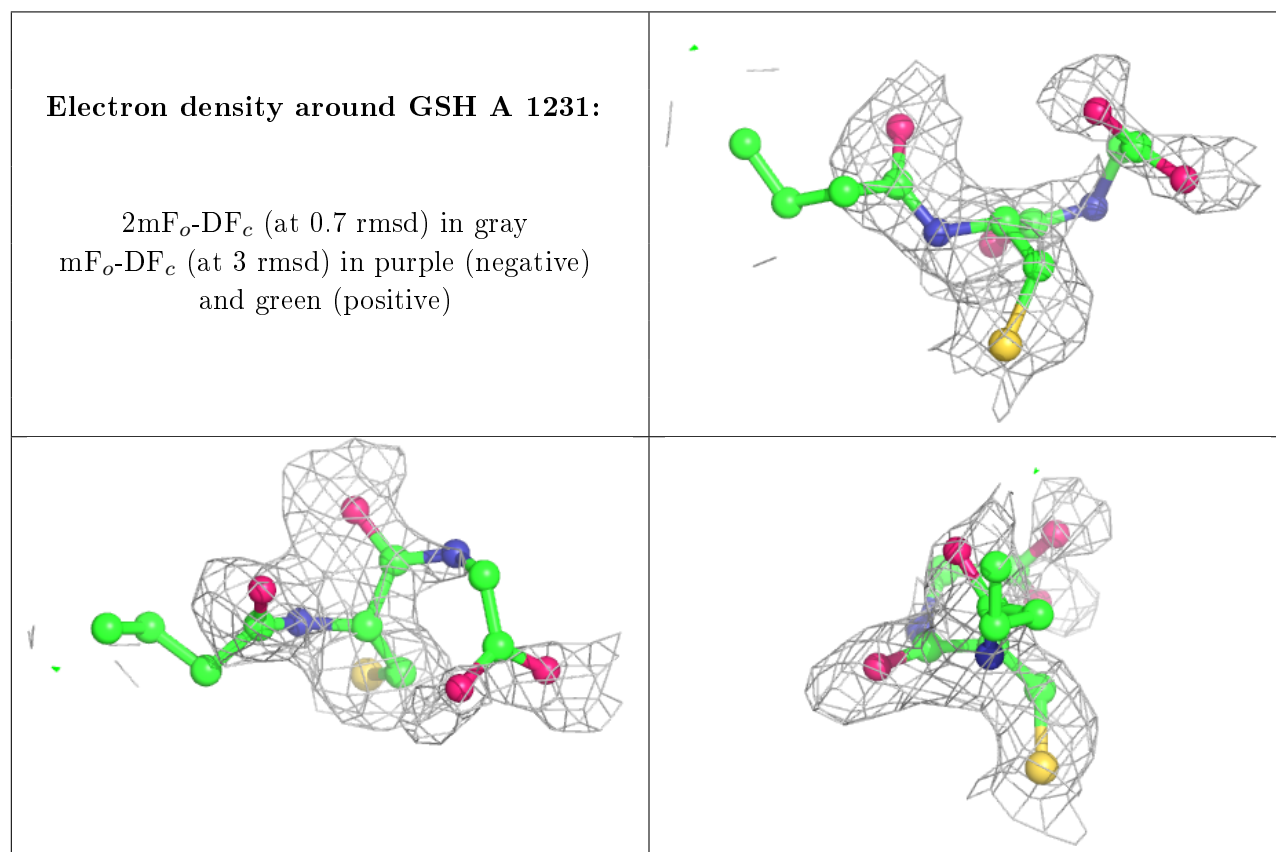 Electron density around GSH A 1231:
2mFo-DFc (at 0.7 rmsd) in gray
mFo-DFc (at 3 rmsd) in purple (negative)
and green (positive)